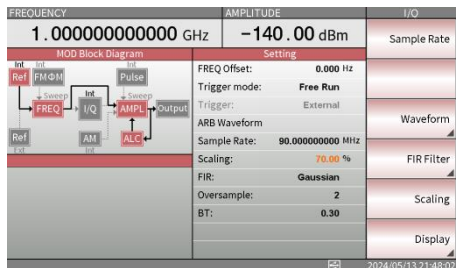 FREQUENCY AMPLITUDE I/Q
1.000000000000 GHz −140.00 dBm
MOD Block Diagram
Int Int
Ref FMΦM Pulse
Sweep Int Sweep
FREQ I/Q AMPL Output
Ref AM ALC
Ext Int
Setting
FREQ Offset: 0.000 Hz
Trigger mode: Free Run
Trigger: External
ARB Waveform
Sample Rate: 90.000000000 MHz
Scaling: 70.00 %
FIR: Gaussian
Oversample: 2
BT: 0.30
Sample Rate
Waveform
FIR Filter
Scaling
Display
2024/05/13 21:48:02